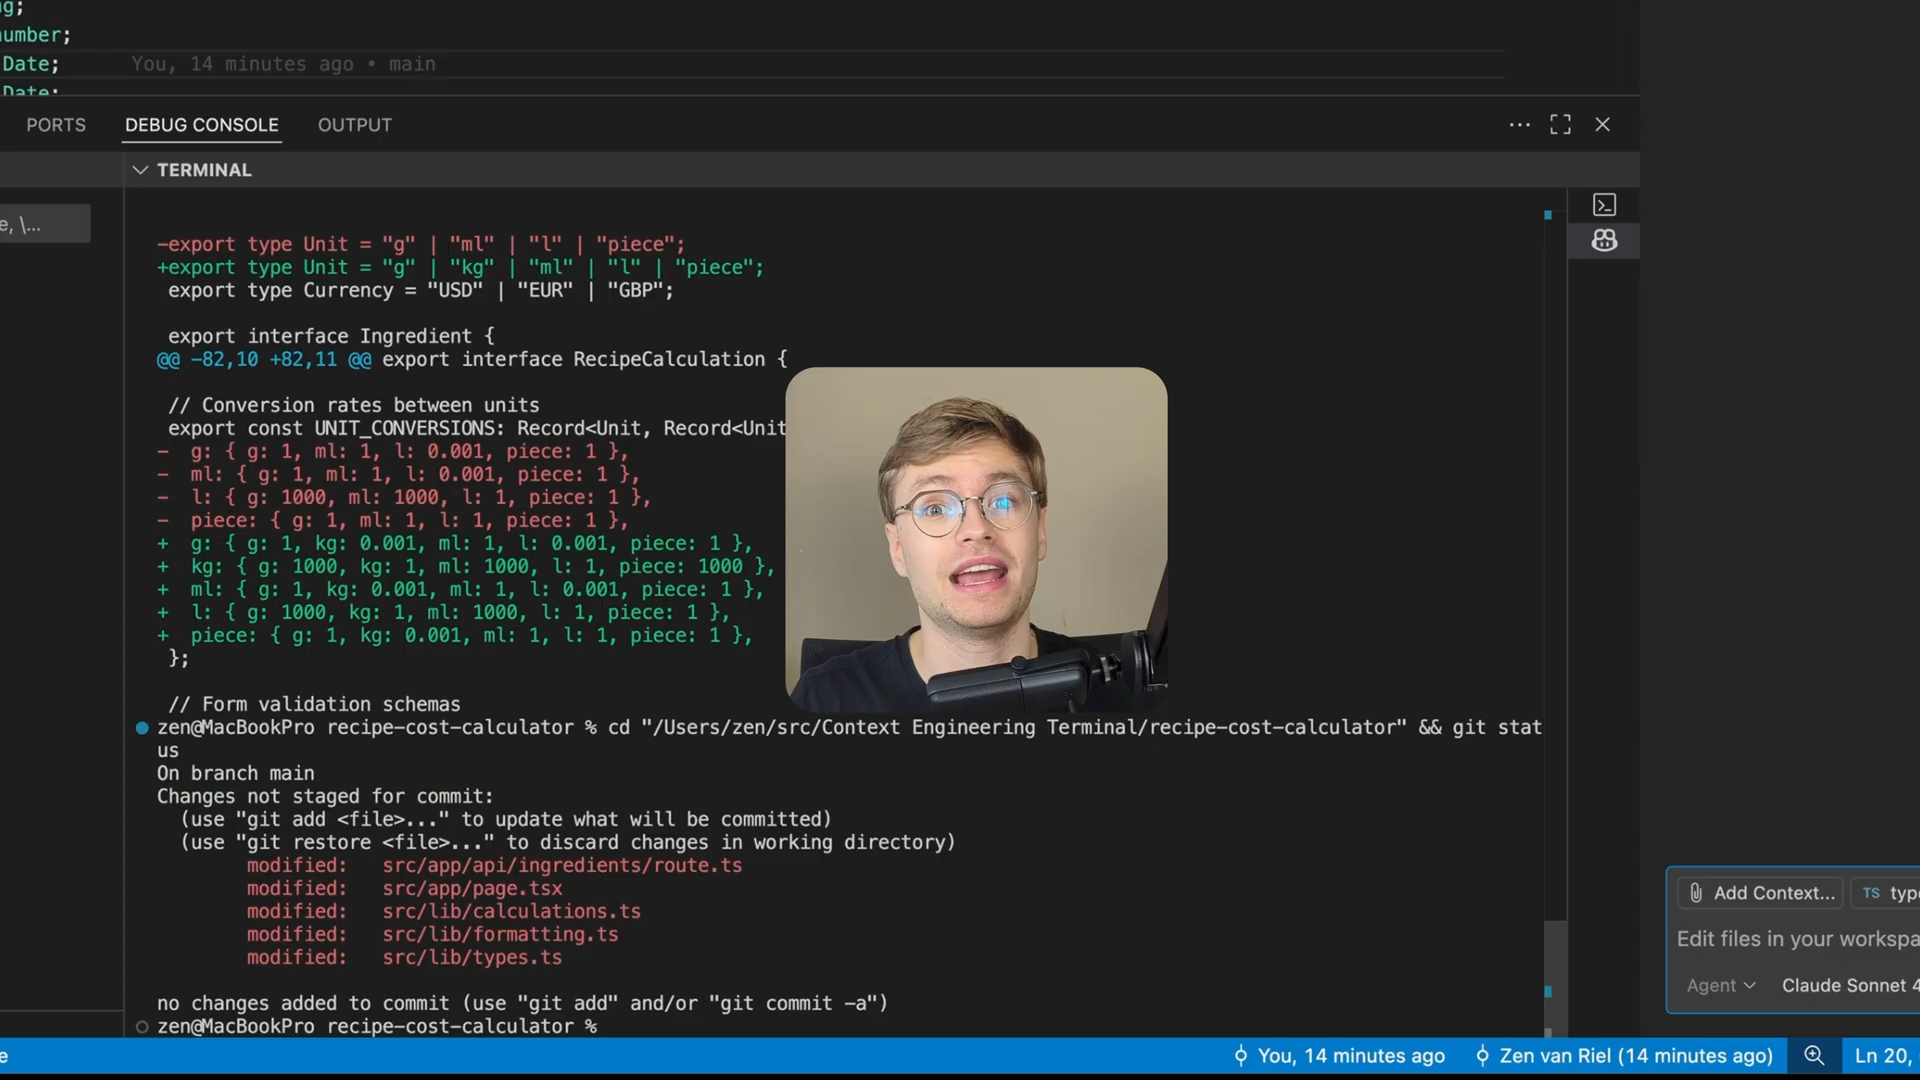 g;
number;
Date; You, 14 minutes ago • main
Date;
PORTS DEBUG CONSOLE OUTPUT
TERMINAL
e, \...
-export type Unit = "g" | "ml" | "l" | "piece";
+export type Unit = "g" | "kg" | "ml" | "l" | "piece";
export type Currency = "USD" | "EUR" | "GBP";
export interface Ingredient {
@@ -82,10 +82,11 @@ export interface RecipeCalculation {
// Conversion rates between units
export const UNIT_CONVERSIONS: Record<Unit, Record<Unit
- g: { g: 1, ml: 1, l: 0.001, piece: 1 },
- ml: { g: 1, ml: 1, l: 0.001, piece: 1 },
- l: { g: 1000, ml: 1000, l: 1, piece: 1 },
- piece: { g: 1, ml: 1, l: 1, piece: 1 },
+ g: { g: 1, kg: 0.001, ml: 1, l: 0.001, piece: 1 },
+ kg: { g: 1000, kg: 1, ml: 1000, l: 1, piece: 1000 },
+ ml: { g: 1, kg: 0.001, ml: 1, l: 0.001, piece: 1 },
+ l: { g: 1000, kg: 1, ml: 1000, l: 1, piece: 1 },
+ piece: { g: 1, kg: 0.001, ml: 1, l: 1, piece: 1 },
};
// Form validation schemas
zen@MacBookPro recipe-cost-calculator % cd "/Users/zen/src/Context Engineering Terminal/recipe-cost-calculator" && git stat
us
On branch main
Changes not staged for commit:
(use "git add <file>..." to update what will be committed)
(use "git restore <file>..." to discard changes in working directory)
modified: src/app/api/ingredients/route.ts
modified: src/app/page.tsx
modified: src/lib/calculations.ts
modified: src/lib/formatting.ts
modified: src/lib/types.ts
no changes added to commit (use "git add" and/or "git commit -a")
zen@MacBookPro recipe-cost-calculator %
Add Context... TS type
Edit files in your workspa
Agent Claude Sonnet 4
e You, 14 minutes ago Zen van Riel (14 minutes ago) Ln 20,